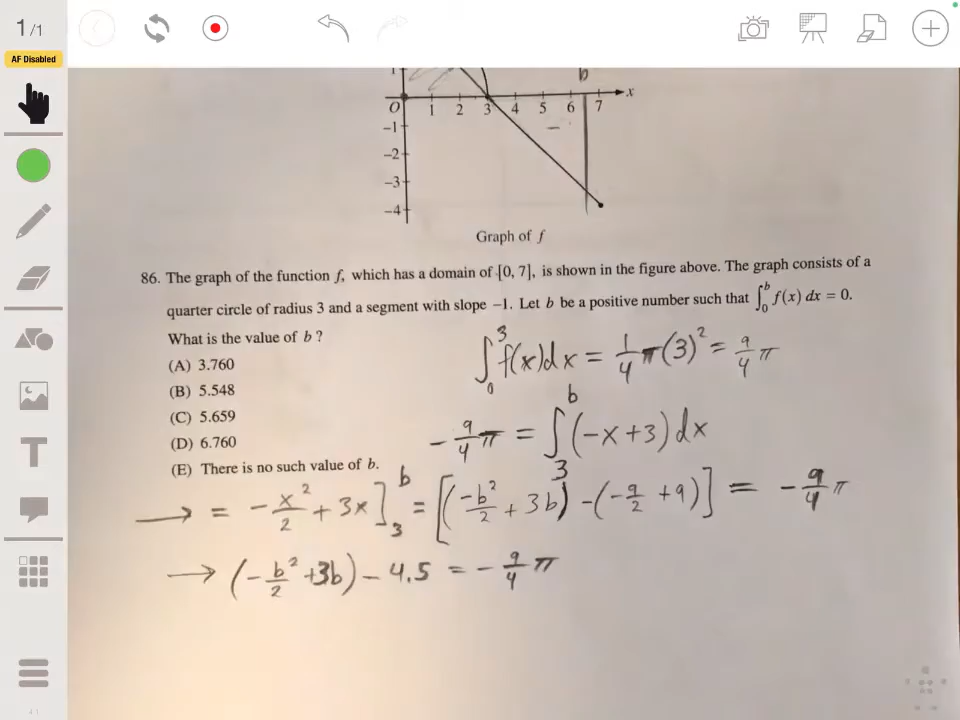 1/1
AF Disabled
1
b
O 1 2 3 4 5 6 7 x
-1
-2
-3
-4
−
Graph of f
86. The graph of the function f, which has a domain of [0, 7], is shown in the figure above. The graph consists of a
quarter circle of radius 3 and a segment with slope −1. Let b be a positive number such that ∫₀ᵇ f(x) dx = 0.
What is the value of b ?
(A) 3.760
(B) 5.548
(C) 5.659
(D) 6.760
(E) There is no such value of b.
∫₀³ f(x)dx = 1/4 π(3)² = 9/4 π
-9/4 π = ∫₃ᵇ (-x+3) dx
→ = -x²/2 + 3x]₃ᵇ = [(-b²/2 + 3b) - (-9/2 + 9)] = -9/4 π
→ (-b²/2 + 3b) - 4.5 = -9/4 π
T